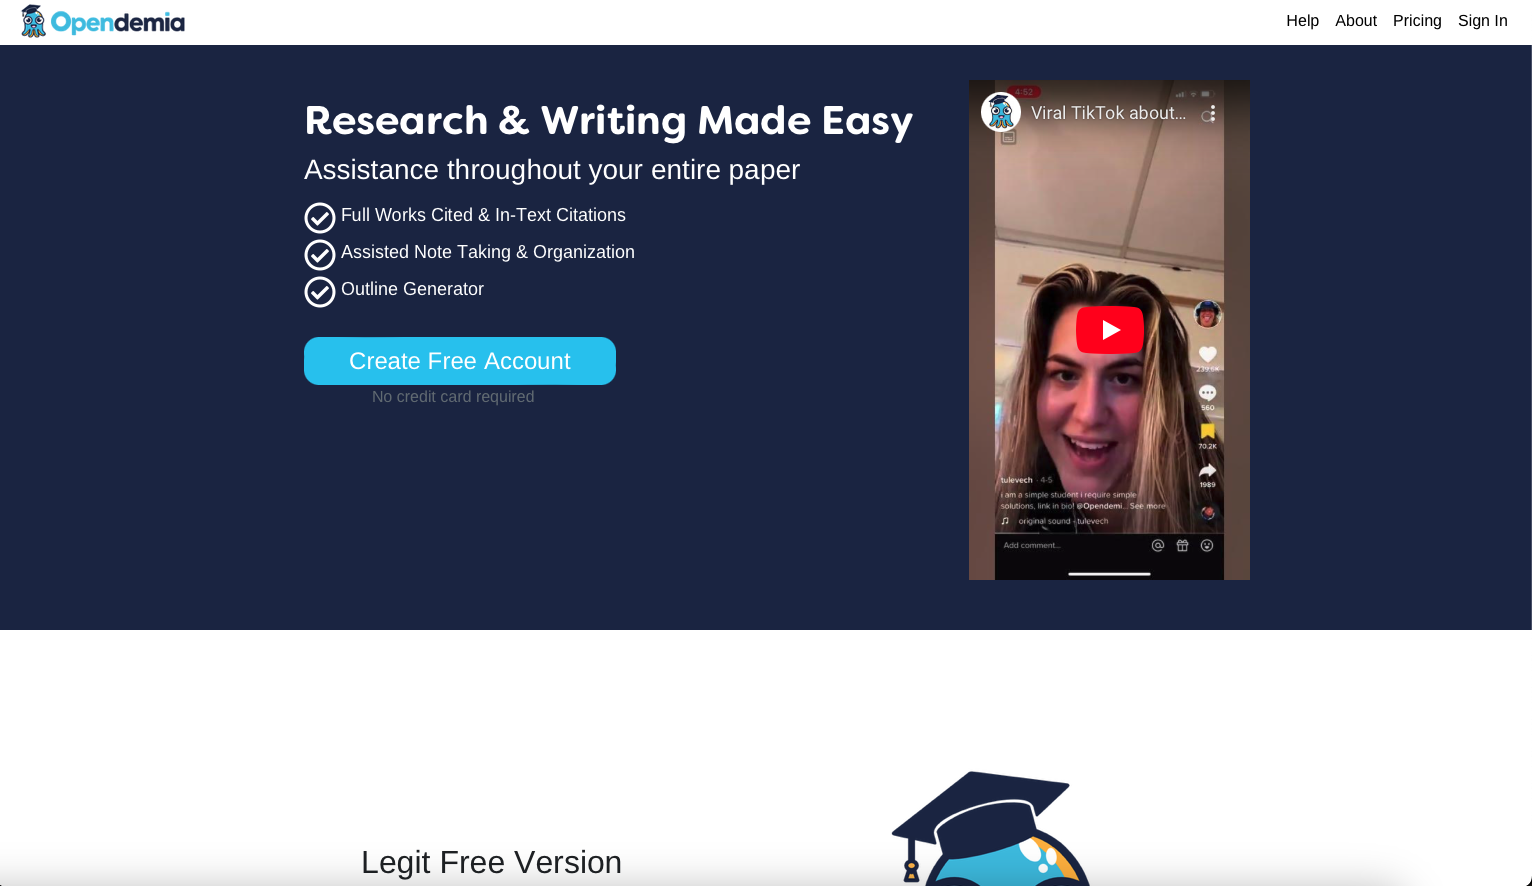 Opendemia
Help About Pricing Sign In
Research & Writing Made Easy
Assistance throughout your entire paper
Full Works Cited & In-Text Citations
Assisted Note Taking & Organization
Outline Generator
Create Free Account
No credit card required
4:52
Viral TikTok about...
239.6K
560
70.2K
1989
tulevech · 4-5
i am a simple student i require simple
solutions, link in bio! @Opendemi... See more
original sound - tulevech
Add comment...
Legit Free Version